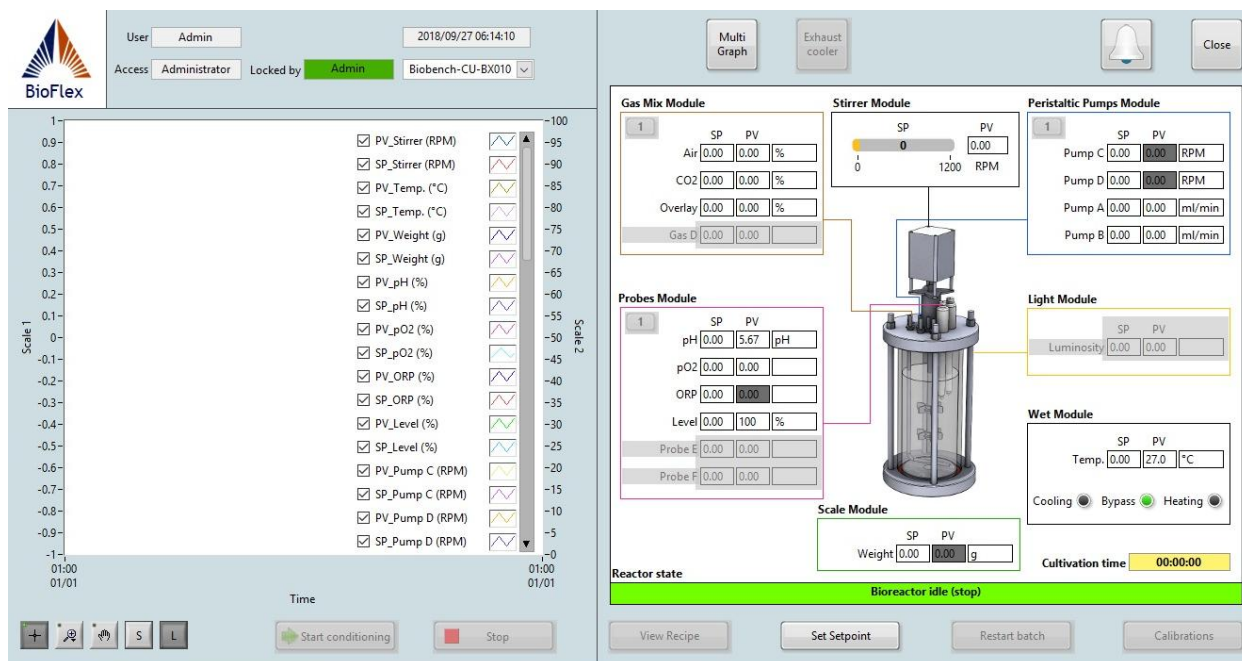 User Admin 2018/09/27 06:14:10
Access Administrator Locked by Admin Biobench-CU-BX010
BioFlex
1 0.9 0.8 0.7 0.6 0.5 0.4 0.3 0.2 0.1 0 -0.1 -0.2 -0.3 -0.4 -0.5 -0.6 -0.7 -0.8 -0.9 -1
Scale 1
PV_Stirrer (RPM)
SP_Stirrer (RPM)
PV_Temp. (°C)
SP_Temp. (°C)
PV_Weight (g)
SP_Weight (g)
PV_pH (%)
SP_pH (%)
PV_pO2 (%)
SP_pO2 (%)
PV_ORP (%)
SP_ORP (%)
PV_Level (%)
SP_Level (%)
PV_Pump C (RPM)
SP_Pump C (RPM)
PV_Pump D (RPM)
SP_Pump D (RPM)
100 95 90 85 80 75 70 65 60 55 50 45 40 35 30 25 20 15 10 5 0
Scale 2
01:00 01:00
01/01 01/01
Time
S L Start conditioning Stop
Multi
Graph
Exhaust
cooler
Close
Gas Mix Module
1
SP PV
Air 0.00 0.00 %
CO2 0.00 0.00 %
Overlay 0.00 0.00 %
Gas D 0.00 0.00
Stirrer Module
SP PV
0 0.00
0 1200 RPM
Peristaltic Pumps Module
1
SP PV
Pump C 0.00 0.00 RPM
Pump D 0.00 0.00 RPM
Pump A 0.00 0.00 ml/min
Pump B 0.00 0.00 ml/min
Probes Module
1
SP PV
pH 0.00 5.67 pH
pO2 0.00 0.00
ORP 0.00 0.00
Level 0.00 100 %
Probe E 0.00 0.00
Probe F 0.00 0.00
Light Module
SP PV
Luminosity 0.00 0.00
Wet Module
SP PV
Temp. 0.00 27.0 °C
Cooling Bypass Heating
Scale Module
SP PV
Weight 0.00 0.00 g
Cultivation time 00:00:00
Reactor state
Bioreactor idle (stop)
View Recipe Set Setpoint Restart batch Calibrations